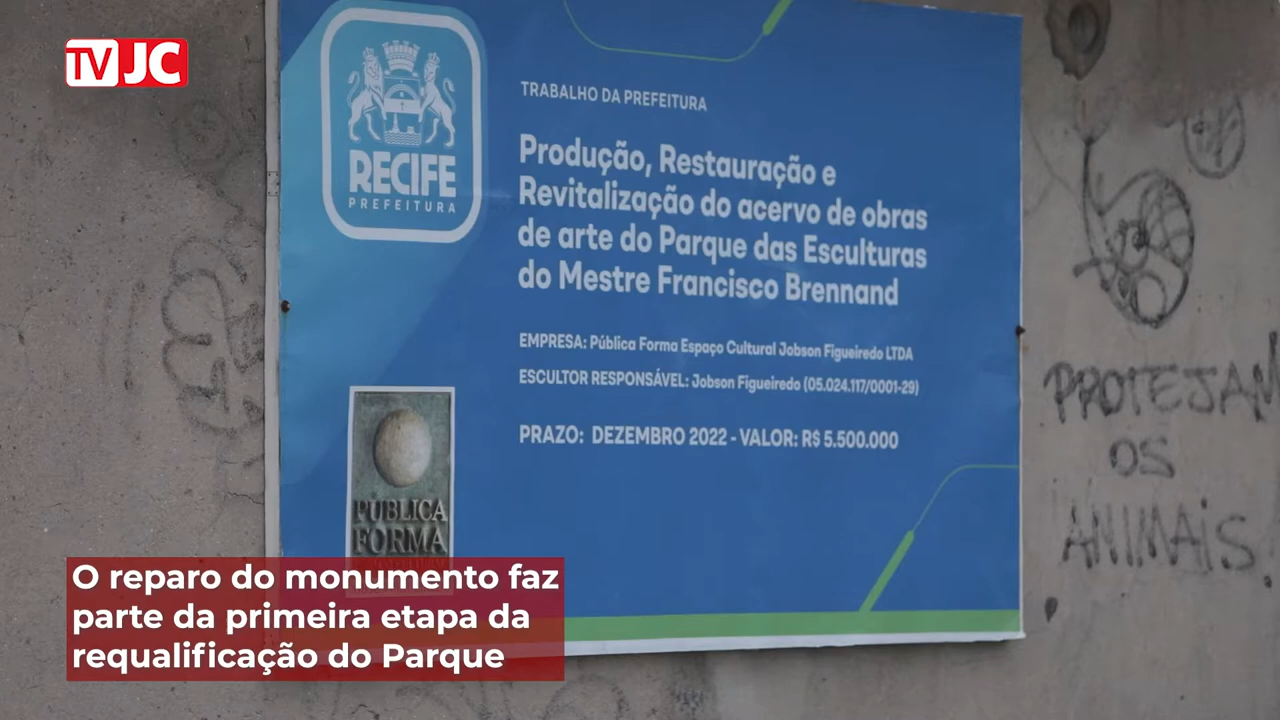 TV JC
RECIFE
PREFEITURA
TRABALHO DA PREFEITURA
Produção, Restauração e
Revitalização do acervo de obras
de arte do Parque das Esculturas
do Mestre Francisco Brennand
EMPRESA: Pública Forma Espaço Cultural Jobson Figueiredo LTDA
ESCULTOR RESPONSÁVEL: Jobson Figueiredo (05.024.117/0001-29)
PRAZO: DEZEMBRO 2022 - VALOR: R$ 5.500.000
PÚBLICA
FORMA
PROTEJAM
OS
ANIMAIS
O reparo do monumento faz
parte da primeira etapa da
requalificação do Parque